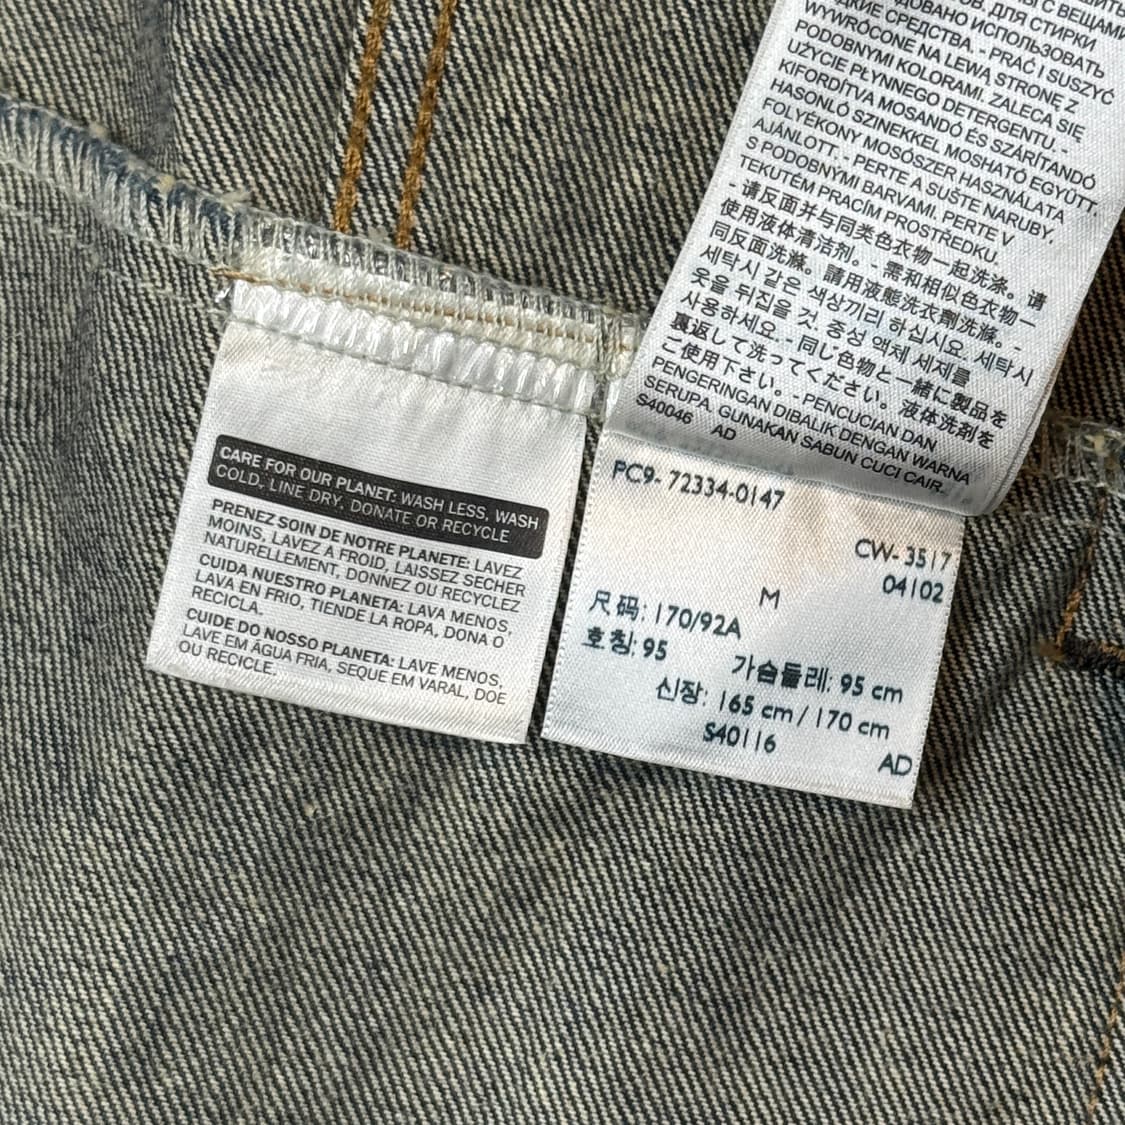 CARE FOR OUR PLANET: WASH LESS, WASH
COLD, LINE DRY, DONATE OR RECYCLE
PRENEZ SOIN DE NOTRE PLANETE: LAVEZ
MOINS, LAVEZ A FROID, LAISSEZ SECHER
NATURELLEMENT, DONNEZ OU RECYCLEZ
CUIDA NUESTRO PLANETA: LAVA MENOS,
LAVA EN FRIO, TIENDE LA ROPA, DONA O
RECICLA.
CUIDE DO NOSSO PLANETA: LAVE MENOS,
LAVE EM ÁGUA FRIA, SEQUE EM VARAL, DOE
OU RECICLE.
С ВЕЩАМИ
ДЛЯ СТИРКИ
ИСПОЛЬЗОВАТЬ
СРЕДСТВА. - PRAĆ I SUSZYĆ
WYWRÓCONE NA LEWĄ STRONĘ Z
PODOBNYMI KOLORAMI. ZALECA SIĘ
UŻYCIE PŁYNNEGO DETERGENTU. -
KIFORDÍTVA MOSANDÓ ÉS SZÁRÍTANDÓ
HASONLÓ SZINEKKEL MOSHATÓ EGYÜTT.
FOLYÉKONY MOSÓSZER HASZNÁLATA
AJÁNLOTT. - PERTE A SUŠTE NARUBY.
S PODOBNÝMI BARVAMI. PERTE V
TEKUTÉM PRACÍM PROSTŘEDKU.
- 请反面并与同类色衣物一起洗涤。请
使用液体清洁剂。- 需和相似色衣物一
同反面洗滌。請用液態洗衣劑洗滌。-
세탁시 같은 색상끼리 하십시요. 세탁시
옷을 뒤집을 것. 중성 액체 세제를
사용하세요. - 同じ色物と一緒に製品を
裏返して洗ってください。液体洗剤を
ご使用下さい。- PENCUCIAN DAN
PENGERINGAN DIBALIK DENGAN WARNA
SERUPA. GUNAKAN SABUN CUCI CAIR.
S40046 AD
PC9- 72334-0147
CW- 3517
04102
M
尺 码: 170/92A
호칭: 95
가슴둘레: 95 cm
신장: 165 cm / 170 cm
S40116
AD